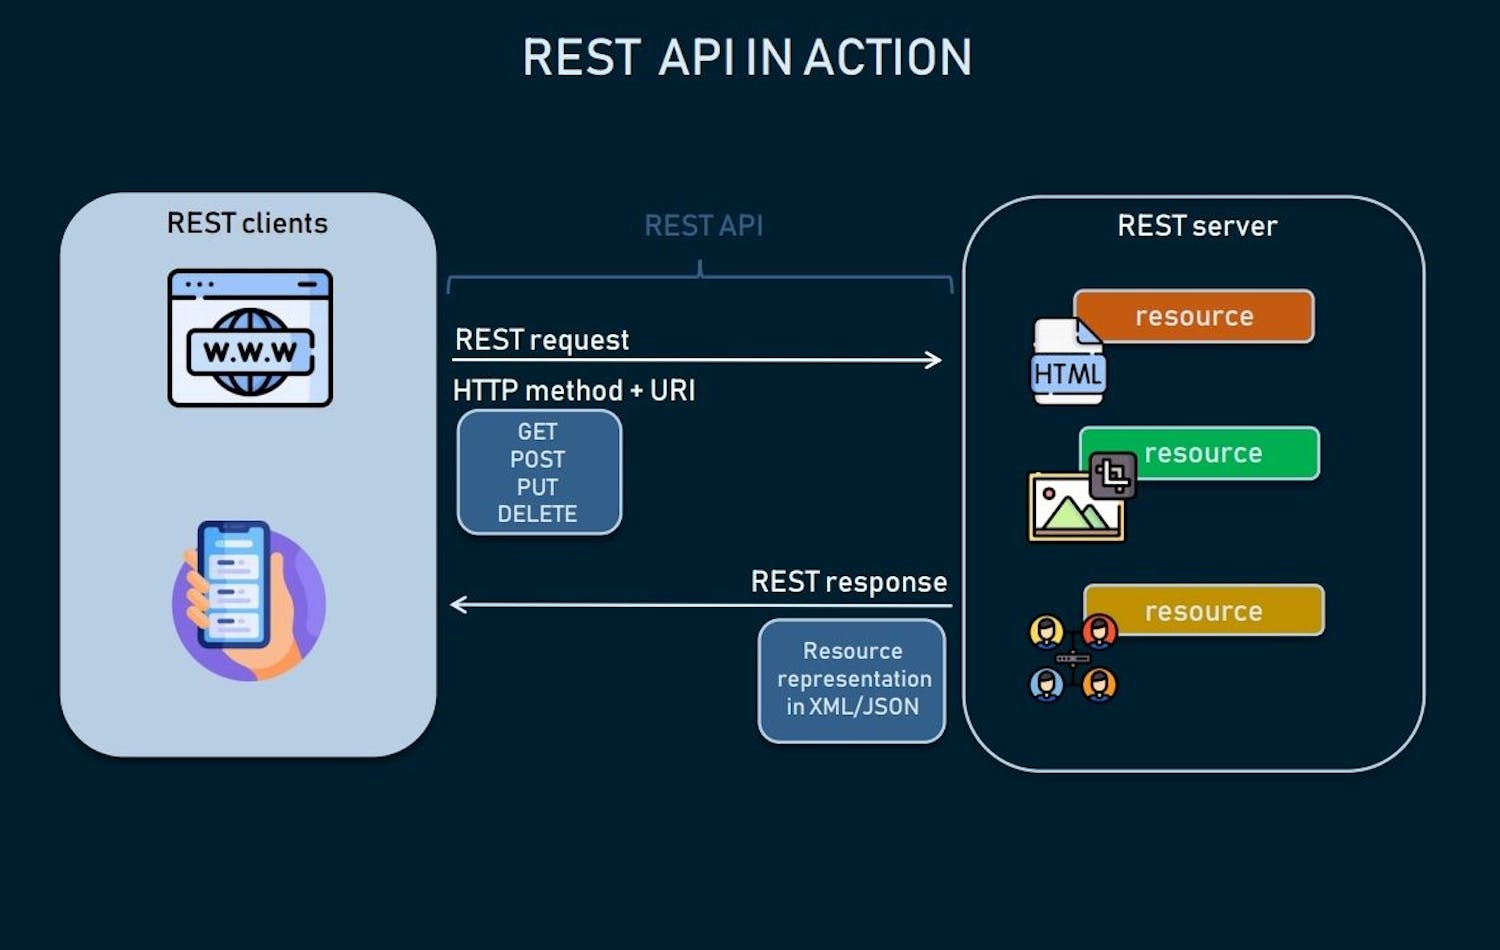 REST API IN ACTION
REST clients
W.W.W
REST API
REST request
HTTP method + URI
GET
POST
PUT
DELETE
REST response
Resource
representation
in XML/JSON
REST server
resource
HTML
resource
resource